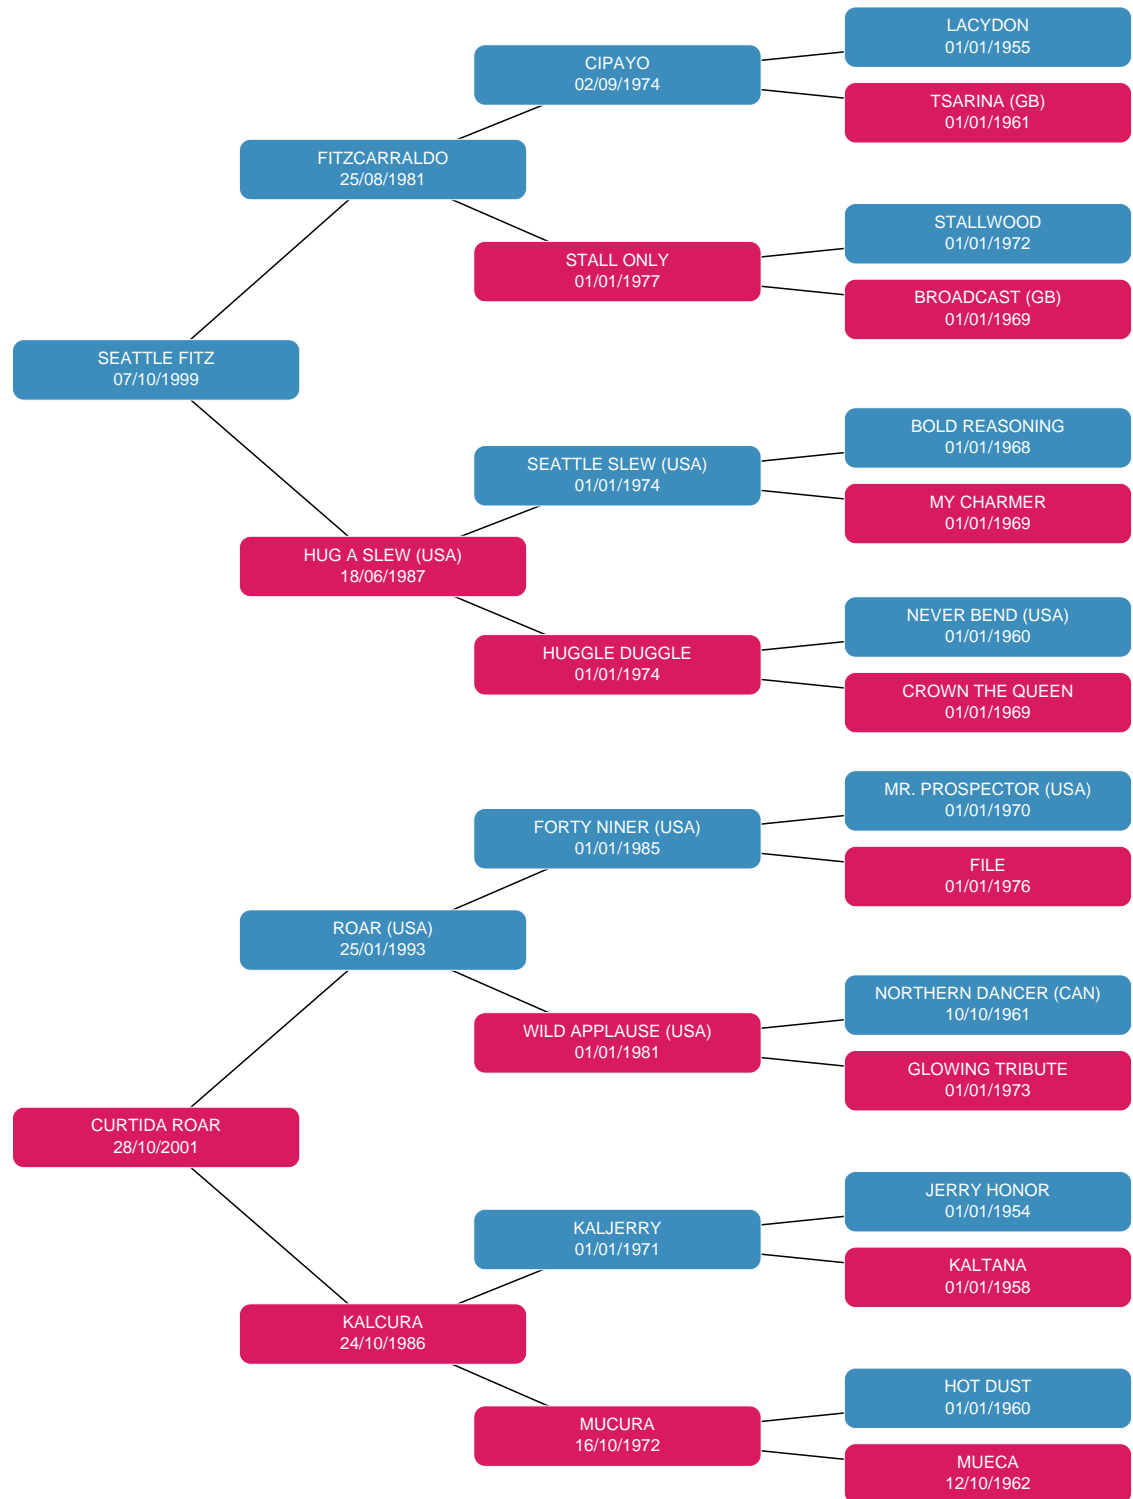 LACYDON
01/01/1955
CIPAYO
02/09/1974
TSARINA (GB)
01/01/1961
FITZCARRALDO
25/08/1981
STALLWOOD
01/01/1972
STALL ONLY
01/01/1977
BROADCAST (GB)
01/01/1969
SEATTLE FITZ
07/10/1999
BOLD REASONING
01/01/1968
SEATTLE SLEW (USA)
01/01/1974
MY CHARMER
01/01/1969
HUG A SLEW (USA)
18/06/1987
NEVER BEND (USA)
01/01/1960
HUGGLE DUGGLE
01/01/1974
CROWN THE QUEEN
01/01/1969
MR. PROSPECTOR (USA)
01/01/1970
FORTY NINER (USA)
01/01/1985
FILE
01/01/1976
ROAR (USA)
25/01/1993
NORTHERN DANCER (CAN)
10/10/1961
WILD APPLAUSE (USA)
01/01/1981
GLOWING TRIBUTE
01/01/1973
CURTIDA ROAR
28/10/2001
JERRY HONOR
01/01/1954
KALJERRY
01/01/1971
KALTANA
01/01/1958
KALCURA
24/10/1986
HOT DUST
01/01/1960
MUCURA
16/10/1972
MUECA
12/10/1962